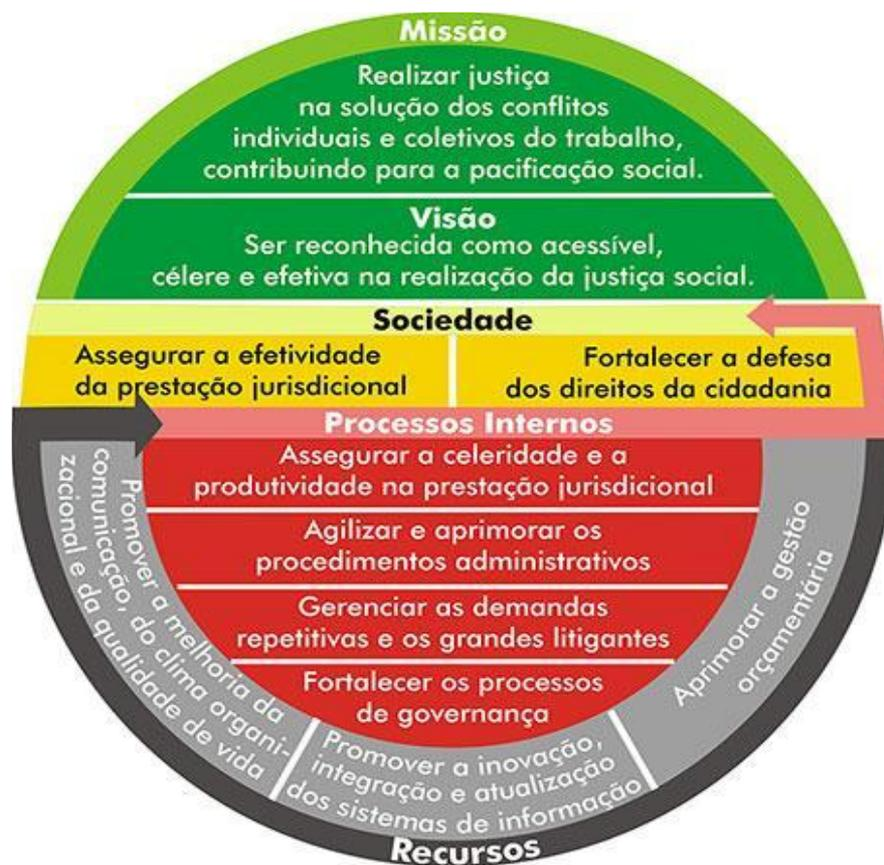 Missão
Realizar justiça
na solução dos conflitos
individuais e coletivos do trabalho,
contribuindo para a pacificação social.
Visão
Ser reconhecida como acessível,
célere e efetiva na realização da justiça social.
Sociedade
Assegurar a efetividade
da prestação jurisdicional
Fortalecer a defesa
dos direitos da cidadania
Processos Internos
Assegurar a celeridade e a
produtividade na prestação jurisdicional
Agilizar e aprimorar os
procedimentos administrativos
Gerenciar as demandas
repetitivas e os grandes litigantes
Fortalecer os processos
de governança
Promover a melhoria da
comunicação, do clima organi-
zacional e da qualidade de vida
Promover a inovação,
integração e atualização
dos sistemas de informação
Aprimorar a gestão
orçamentária
Recursos